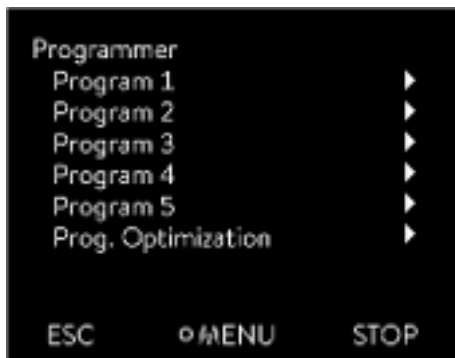 Programmer
Program 1
Program 2
Program 3
Program 4
Program 5
Prog. Optimization
ESC MENU STOP